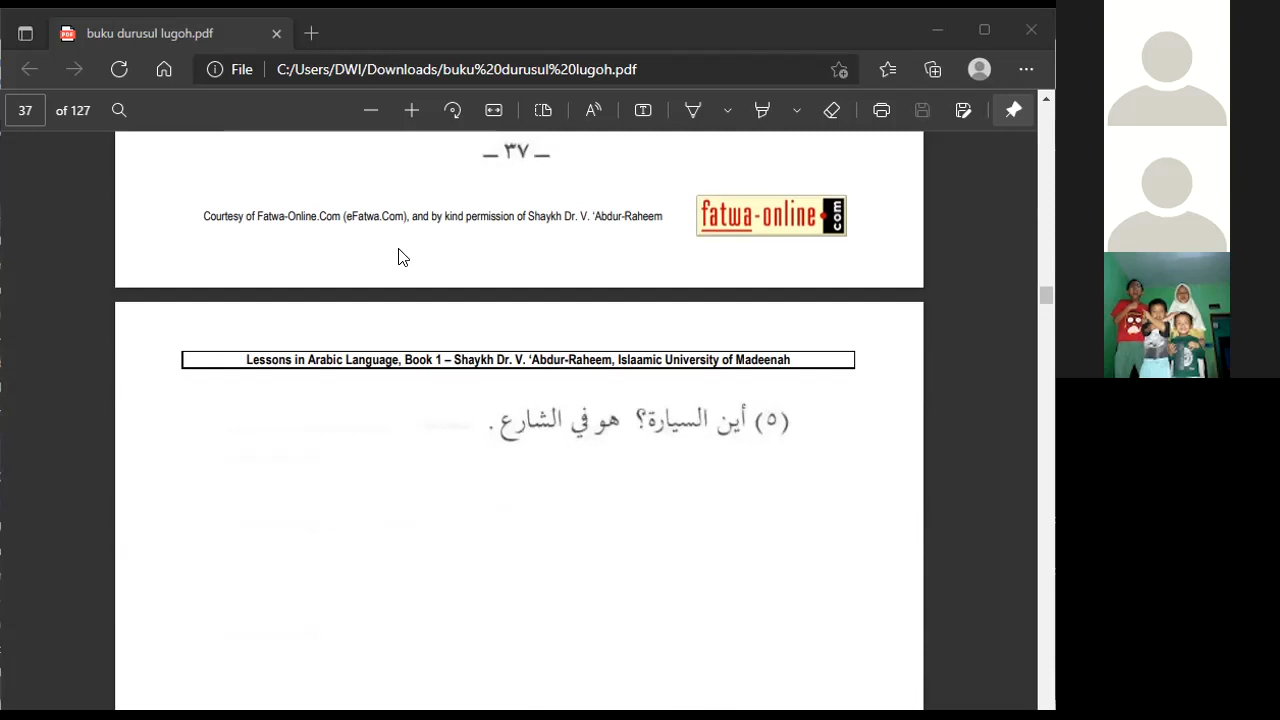 buku durusul lugoh.pdf
File C:/Users/DWI/Downloads/buku%20durusul%20lugoh.pdf
37 of 127
– ٣٧ –
Courtesy of Fatwa-Online.Com (eFatwa.Com), and by kind permission of Shaykh Dr. V. ‘Abdur-Raheem
fatwa-online com
Lessons in Arabic Language, Book 1 – Shaykh Dr. V. ‘Abdur-Raheem, Islaamic University of Madeenah
(٥) أين السيارة؟ هو في الشارع .